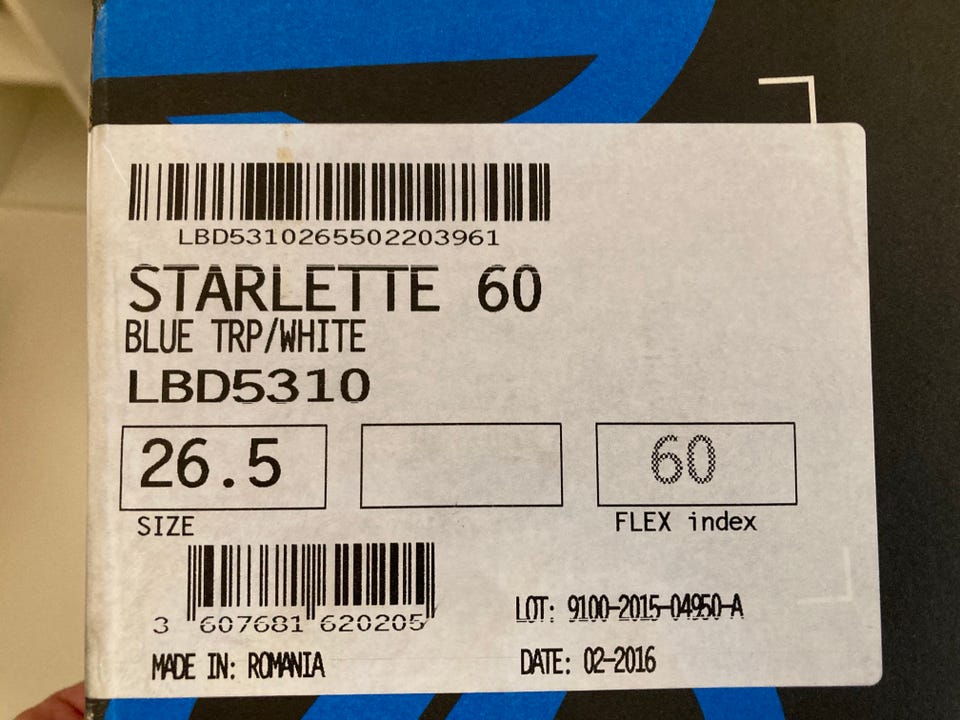 LBD5310265502203961
STARLETTE 60
BLUE TRP/WHITE
LBD5310
26.5
60
SIZE
FLEX index
3 607681 620205
LOT: 9100-2015-04950-A
MADE IN: ROMANIA
DATE: 02-2016